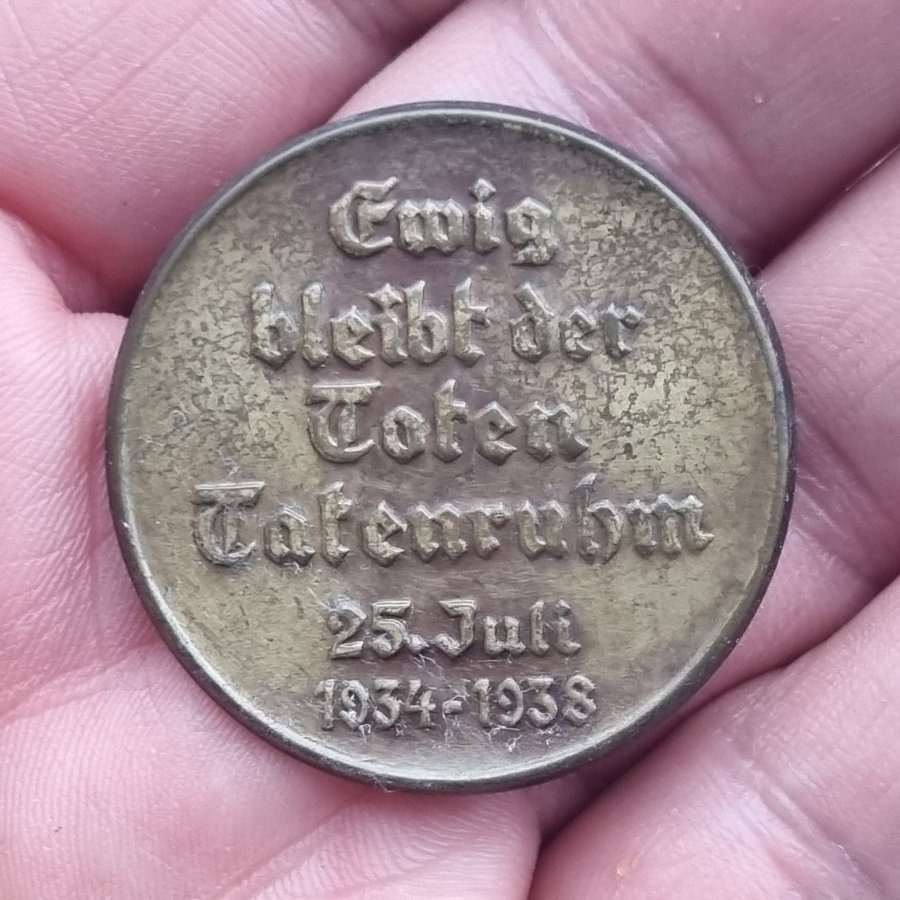 Ewig
bleibt der
Toten
Tatenruhm
25. Juli
1934-1938